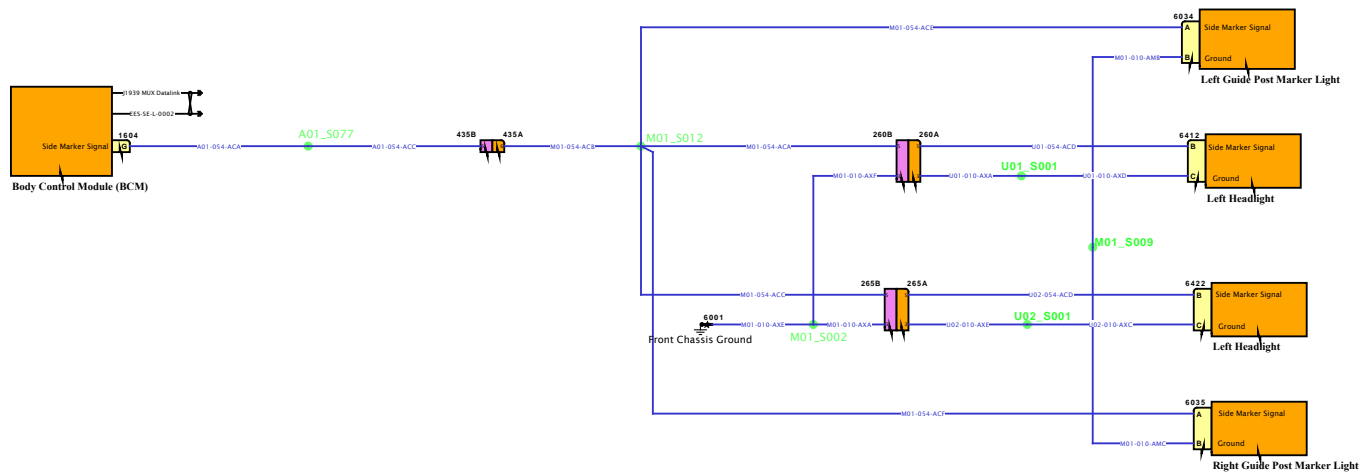 6034
A
Side Marker Signal
M01-054-ACE
B
Ground
M01-010-AMB
Left Guide Post Marker Light
J1939 MUX Datalink
EES-SE-L-0002
Side Marker Signal
G
1604
Body Control Module (BCM)
A01-054-ACA
A01_S077
A01-054-ACC
435B
435A
M01-054-ACB
M01_S012
M01-054-ACA
260B
260A
S
S
U01-054-ACD
6412
B
Side Marker Signal
M01-010-AXF
U01-010-AXA
U01_S001
U01-010-AXD
C
Ground
Left Headlight
M01_S009
M01-054-ACC
265B
265A
S
S
U02-054-ACD
6422
B
Side Marker Signal
6001
Front Chassis Ground
M01-010-AXE
M01_S002
M01-010-AXA
U02-010-AXE
U02_S001
U02-010-AXC
C
Ground
Left Headlight
M01-054-ACF
6035
A
Side Marker Signal
M01-010-AMC
B
Ground
Right Guide Post Marker Light